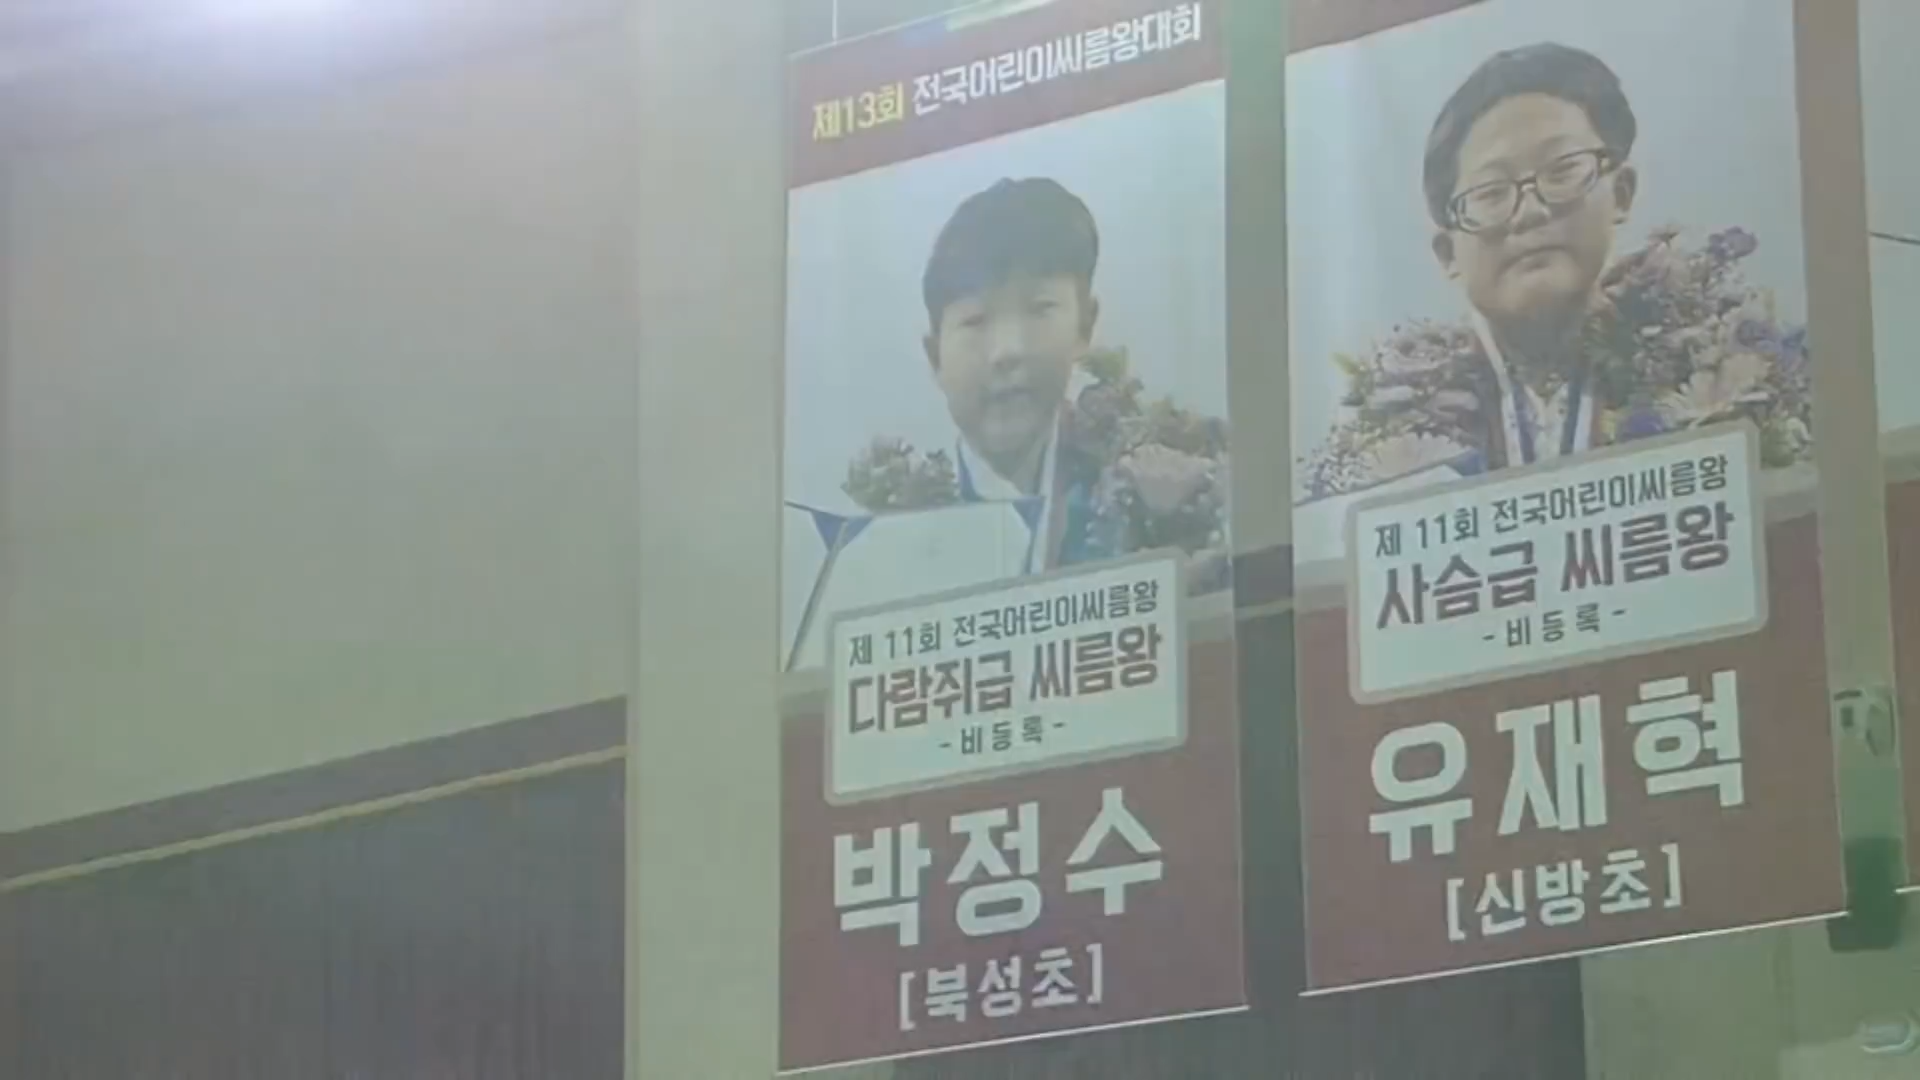 제13회 전국어린이씨름왕대회
제 11회 전국어린이씨름왕
다람쥐급 씨름왕
- 비 등 록 -
박정수
[북성초]
제 11회 전국어린이씨름왕
사슴급 씨름왕
- 비 등 록 -
유재혁
[신방초]